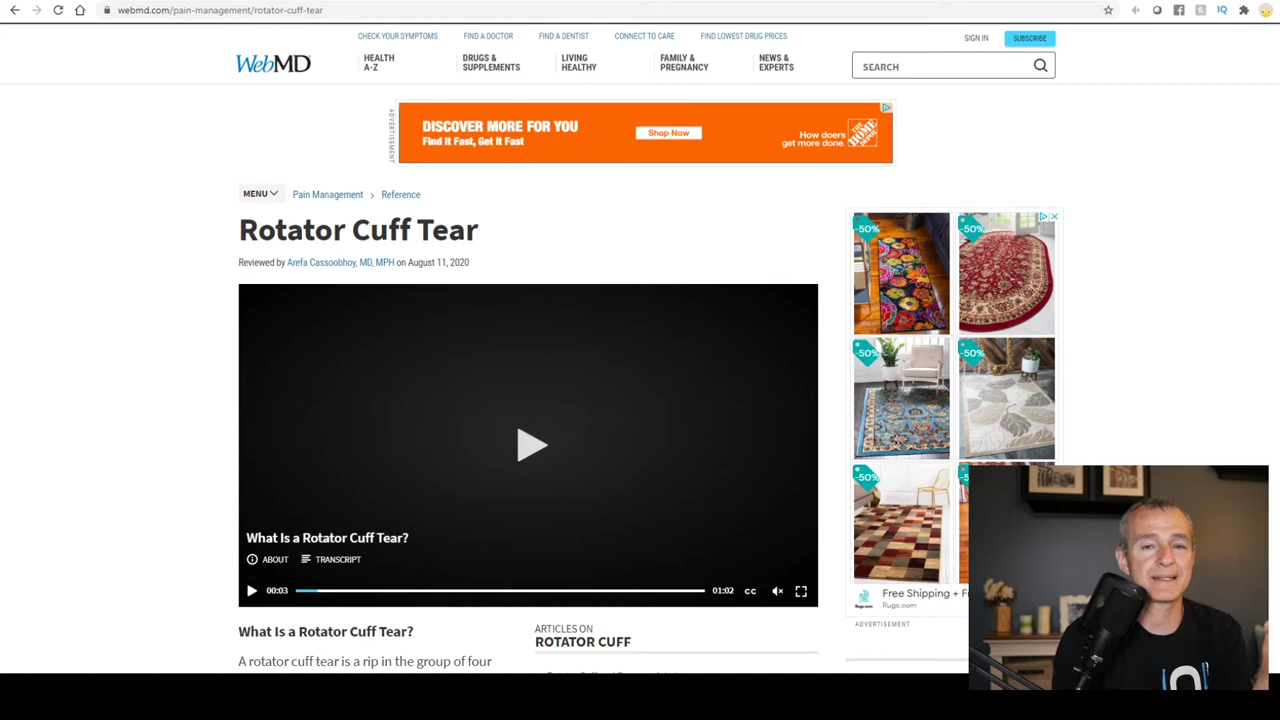 webmd.com/pain-management/rotator-cuff-tear
CHECK YOUR SYMPTOMS
FIND A DOCTOR
FIND A DENTIST
CONNECT TO CARE
FIND LOWEST DRUG PRICES
SIGN IN
SUBSCRIBE
WebMD
HEALTH
A-Z
DRUGS &
SUPPLEMENTS
LIVING
HEALTHY
FAMILY &
PREGNANCY
NEWS &
EXPERTS
SEARCH
ADVERTISEMENT
DISCOVER MORE FOR YOU
Find It Fast, Get It Fast
Shop Now
How doers
get more done.
THE HOME DEPOT
MENU
Pain Management > Reference
Rotator Cuff Tear
Reviewed by Arefa Cassoobhoy, MD, MPH on August 11, 2020
-50%
-50%
-50%
-50%
-50%
What Is a Rotator Cuff Tear?
ABOUT
TRANSCRIPT
00:03
01:02
CC
Free Shipping + F
Rugs.com
ADVERTISEMENT
What Is a Rotator Cuff Tear?
A rotator cuff tear is a rip in the group of four
ARTICLES ON
ROTATOR CUFF